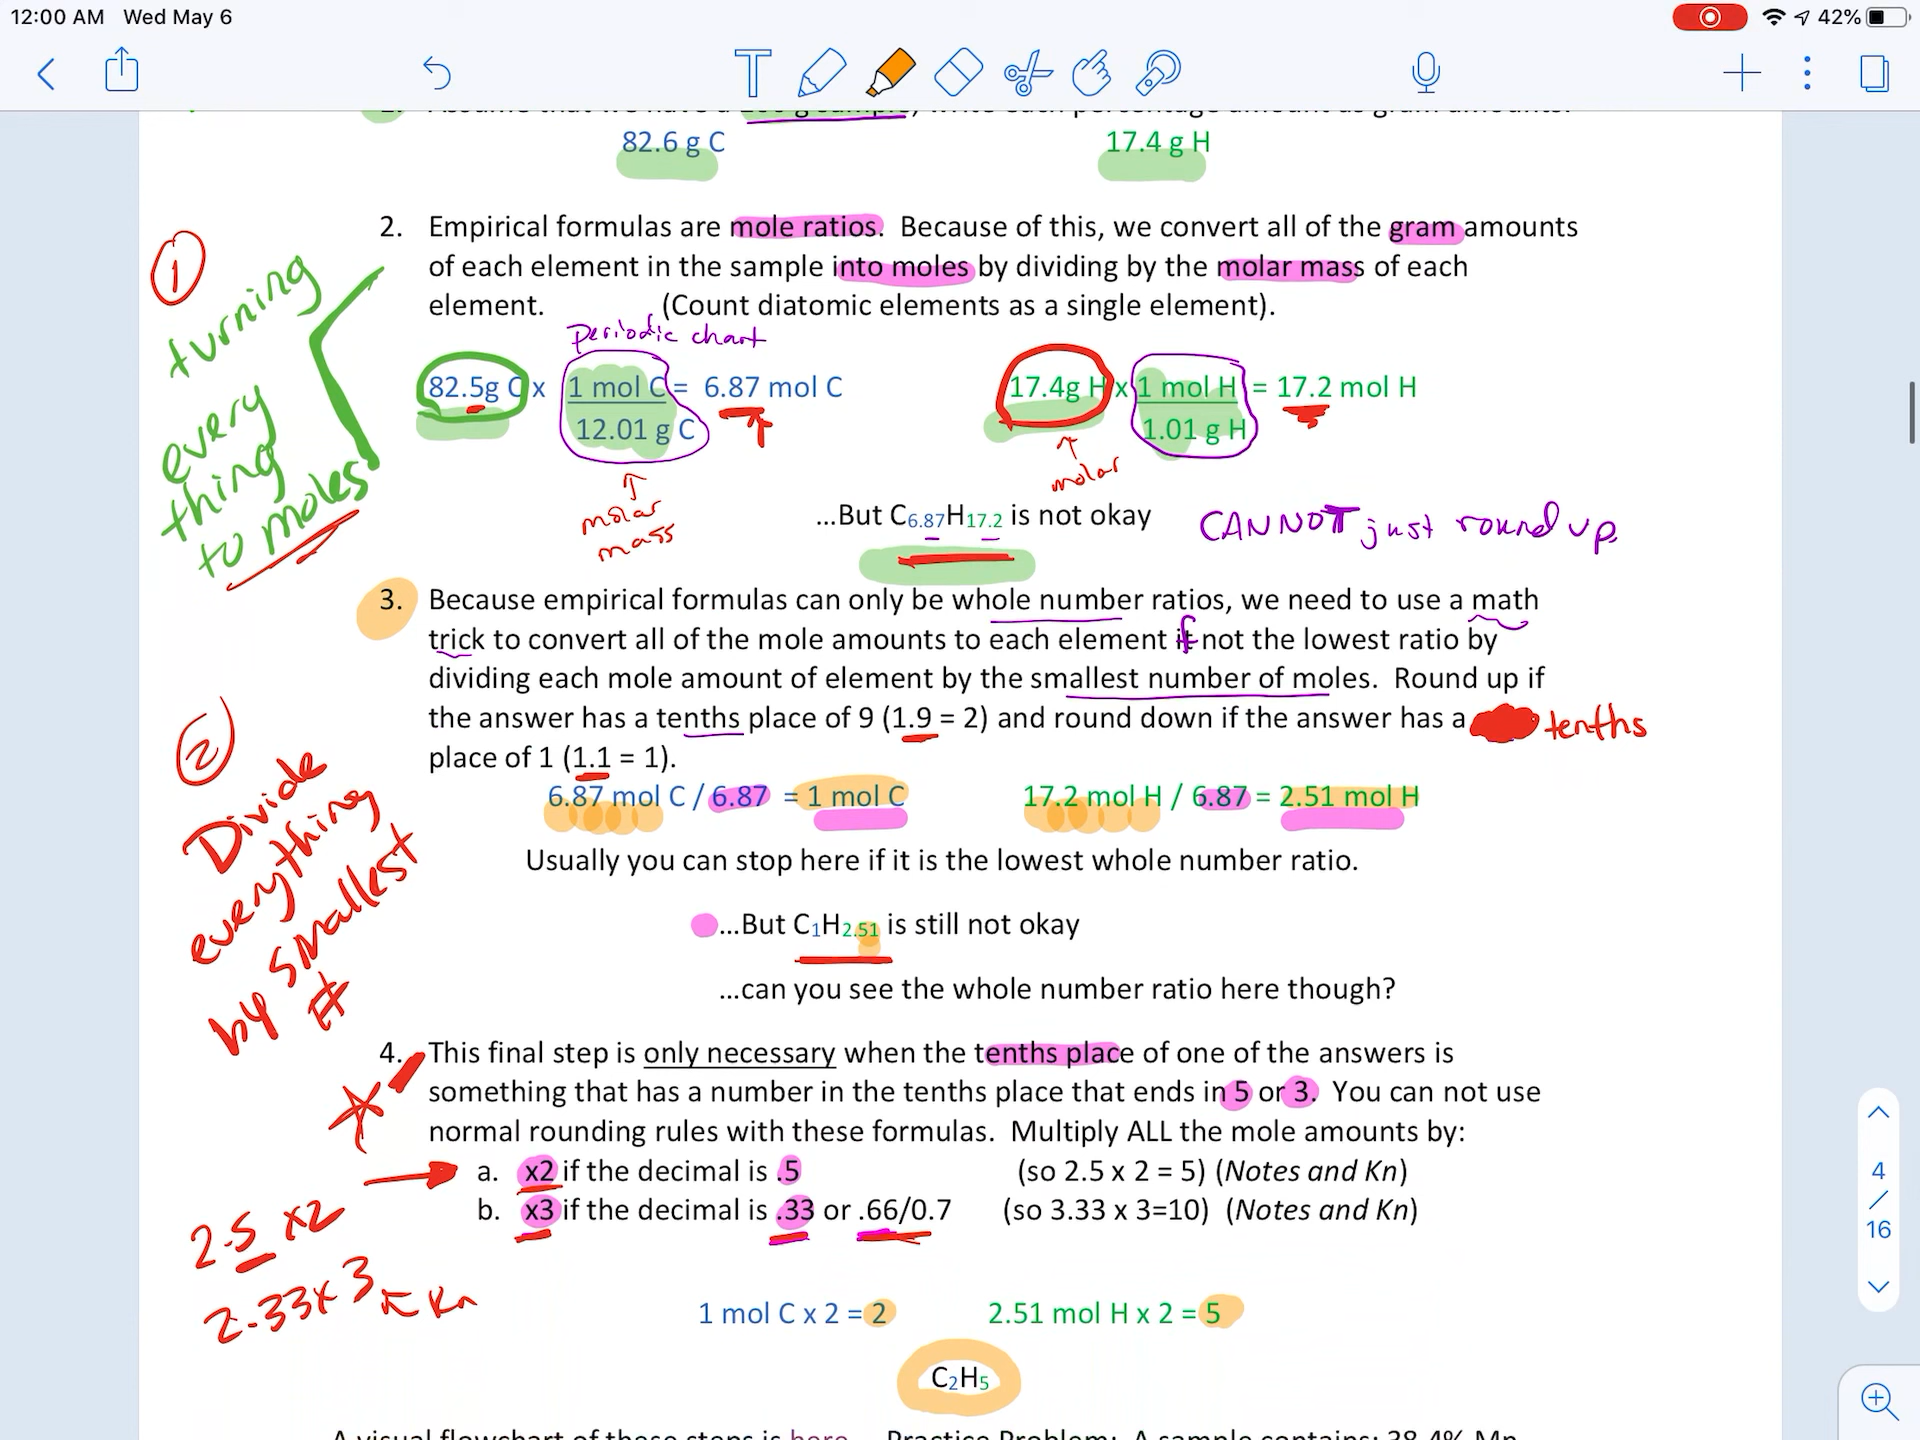 12:00 AM Wed May 6
42%
82.6 g C 17.4 g H
2. Empirical formulas are mole ratios. Because of this, we convert all of the gram amounts
of each element in the sample into moles by dividing by the molar mass of each
element. (Count diatomic elements as a single element).
Periodic chart
82.5g C x 1 mol C = 6.87 mol C 17.4g H x 1 mol H = 17.2 mol H
12.01 g C 1.01 g H
molar
mass
molar
1
turning
every
thing
to moles
...But C6.87H17.2 is not okay
CANNOT just round up.
3. Because empirical formulas can only be whole number ratios, we need to use a math
trick to convert all of the mole amounts to each element if not the lowest ratio by
dividing each mole amount of element by the smallest number of moles. Round up if
the answer has a tenths place of 9 (1.9 = 2) and round down if the answer has a tenths
place of 1 (1.1 = 1).
6.87 mol C / 6.87 = 1 mol C 17.2 mol H / 6.87 = 2.51 mol H
2
Divide
everything
by smallest
#
Usually you can stop here if it is the lowest whole number ratio.
...But C1H2.51 is still not okay
...can you see the whole number ratio here though?
4. This final step is only necessary when the tenths place of one of the answers is
something that has a number in the tenths place that ends in 5 or 3. You can not use
normal rounding rules with these formulas. Multiply ALL the mole amounts by:
a. x2 if the decimal is .5 (so 2.5 x 2 = 5) (Notes and Kn)
b. x3 if the decimal is .33 or .66/0.7 (so 3.33 x 3=10) (Notes and Kn)
2.5 x2
2.33x3 Kn
1 mol C x 2 = 2 2.51 mol H x 2 = 5
C2H5
4
/
16
A visual flowchart of these steps is here Practice Problem: A sample contains: 38.4% Mn